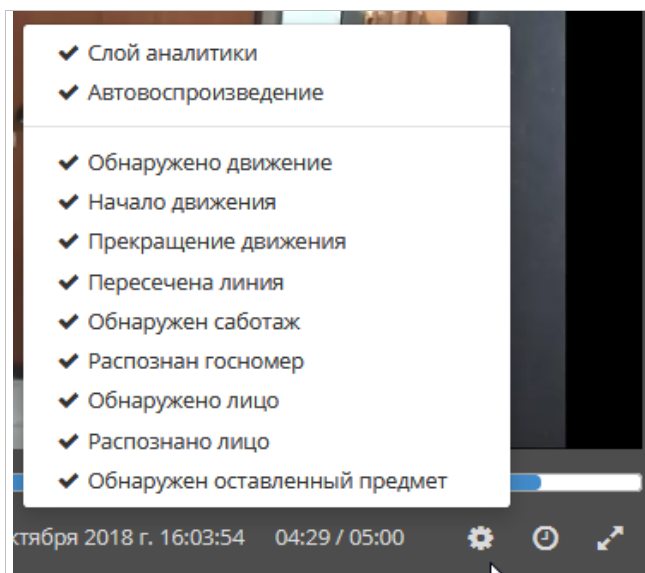 Слой аналитики
Автовоспроизведение
Обнаружено движение
Начало движения
Прекращение движения
Пересечена линия
Обнаружен саботаж
Распознан госномер
Обнаружено лицо
Распознано лицо
Обнаружен оставленный предмет
ктября 2018 г. 16:03:54 04:29 / 05:00